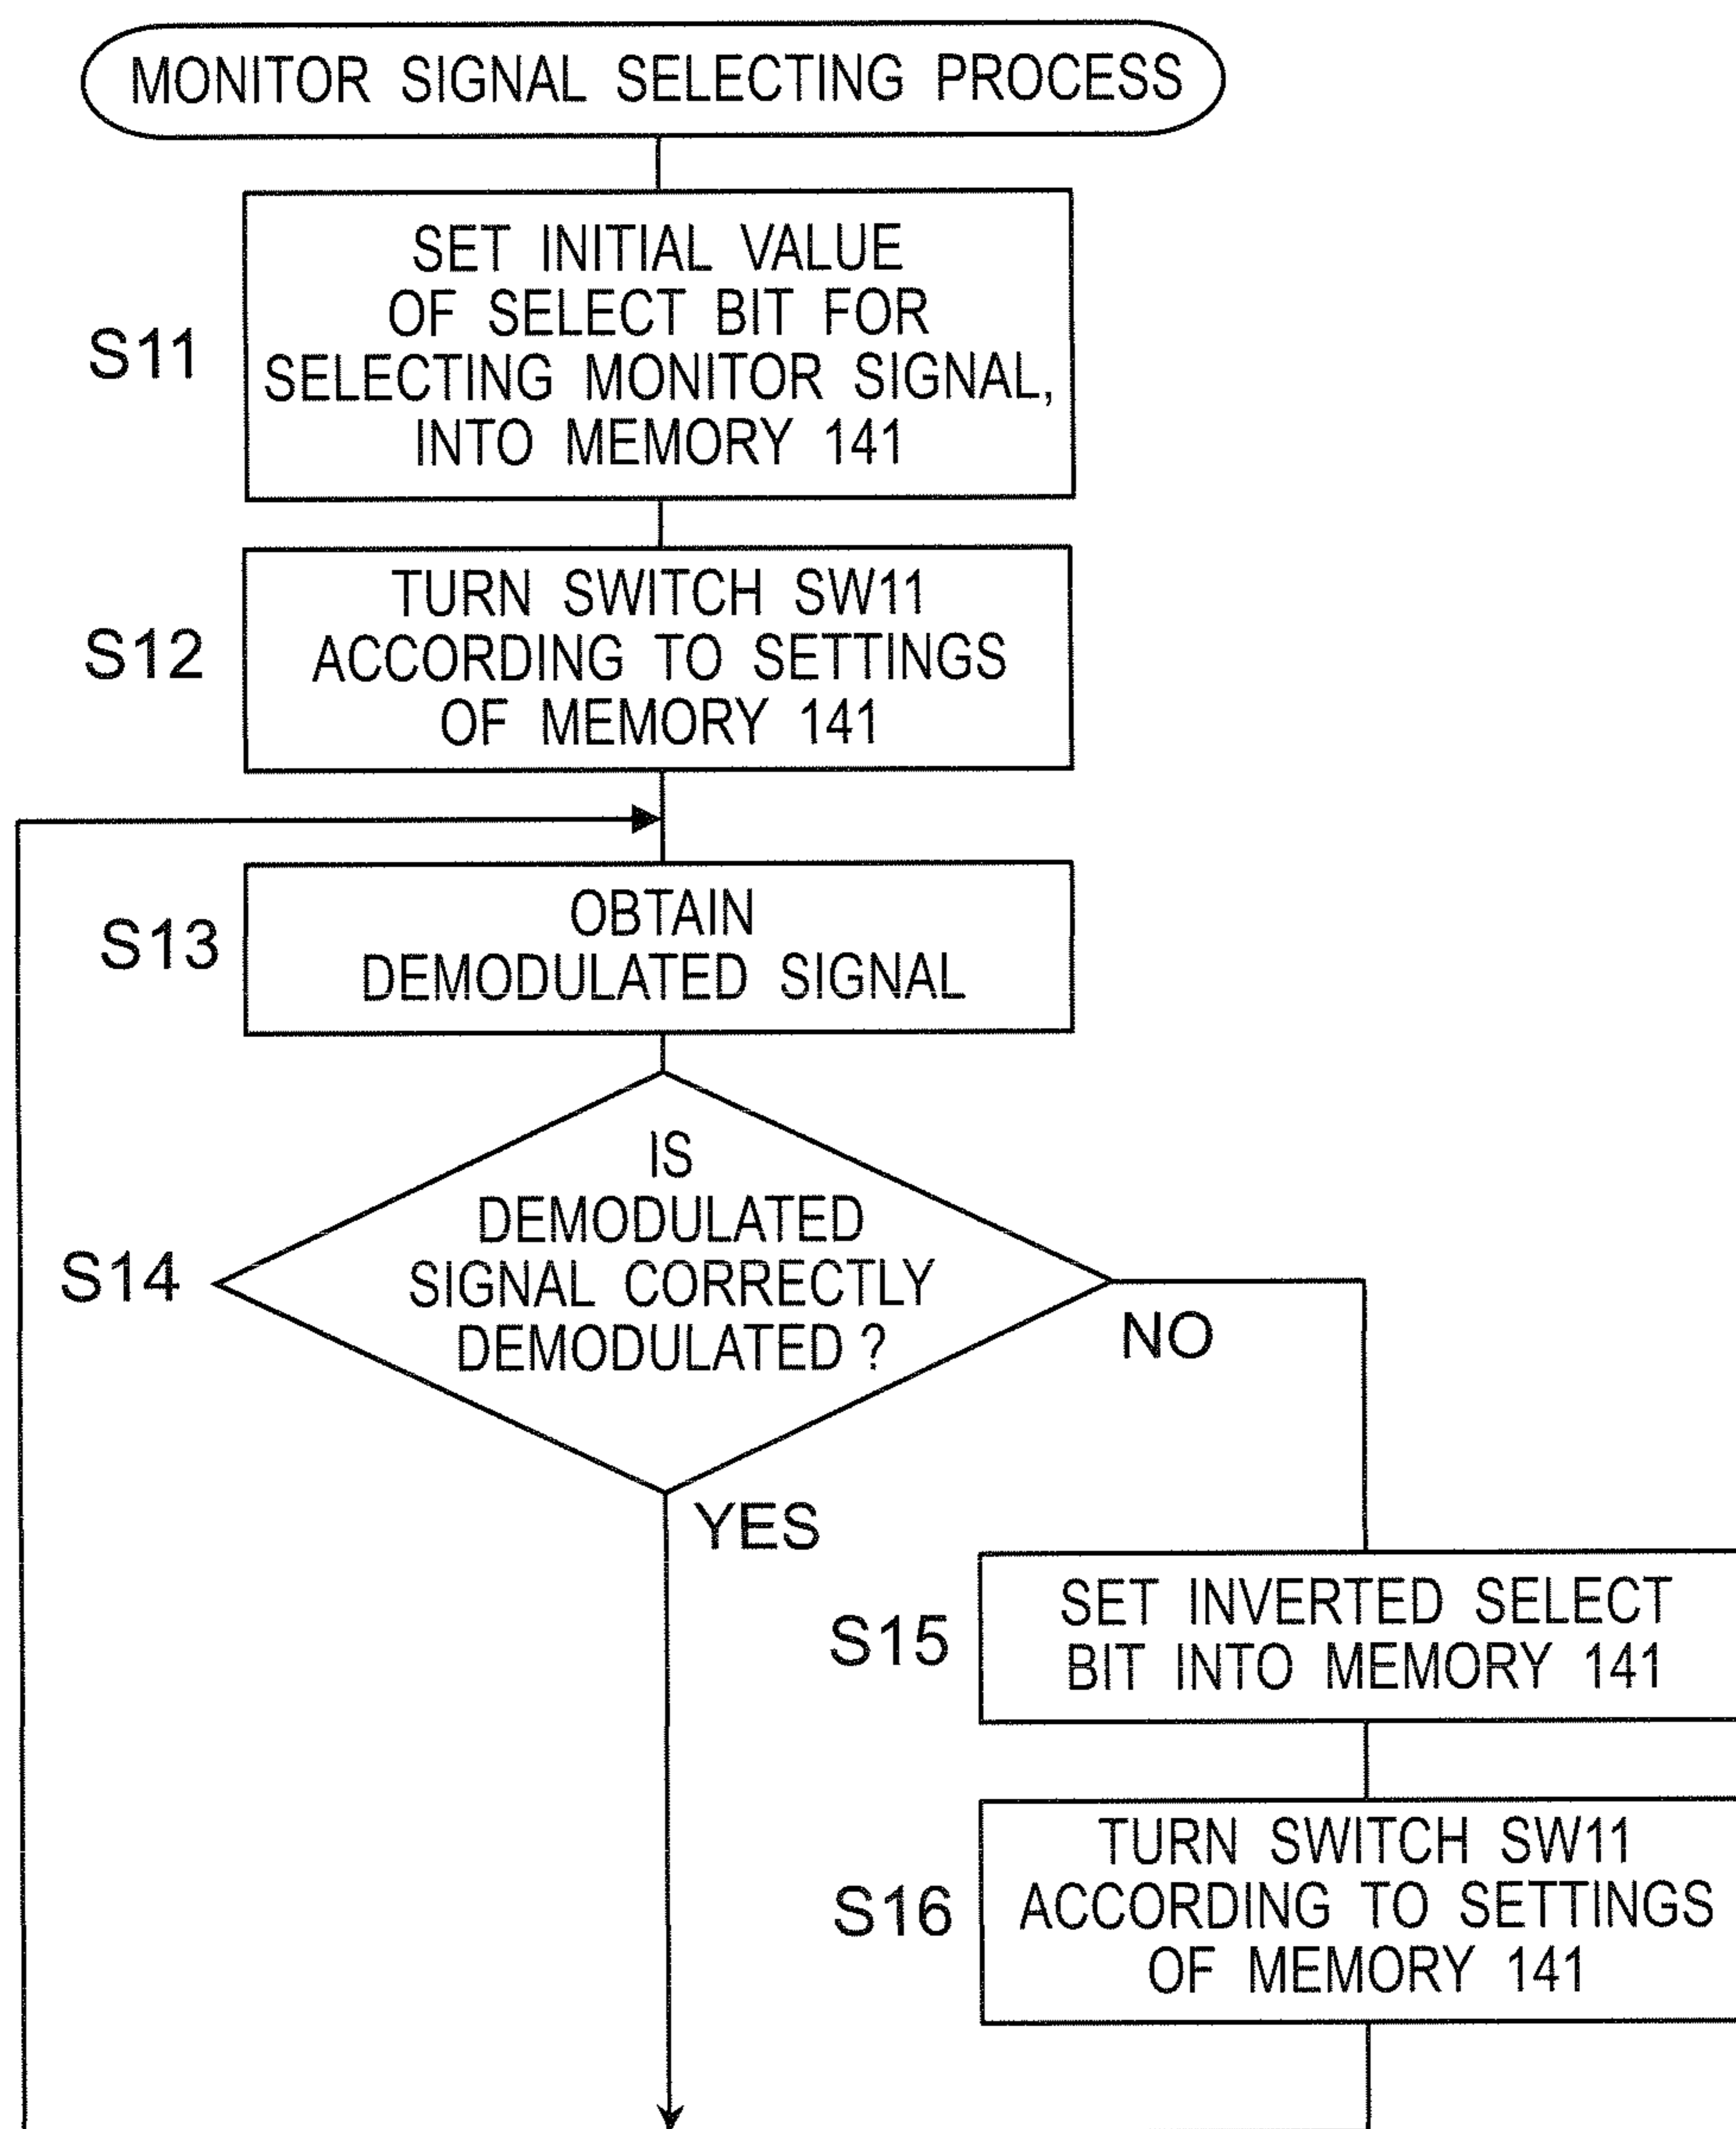 MONITOR SIGNAL SELECTING PROCESS
S11
SET INITIAL VALUE
OF SELECT BIT FOR
SELECTING MONITOR SIGNAL,
INTO MEMORY 141
S12
TURN SWITCH SW11
ACCORDING TO SETTINGS
OF MEMORY 141
S13
OBTAIN
DEMODULATED SIGNAL
S14
IS
DEMODULATED
SIGNAL CORRECTLY
DEMODULATED ?
NO
YES
S15
SET INVERTED SELECT
BIT INTO MEMORY 141
S16
TURN SWITCH SW11
ACCORDING TO SETTINGS
OF MEMORY 141